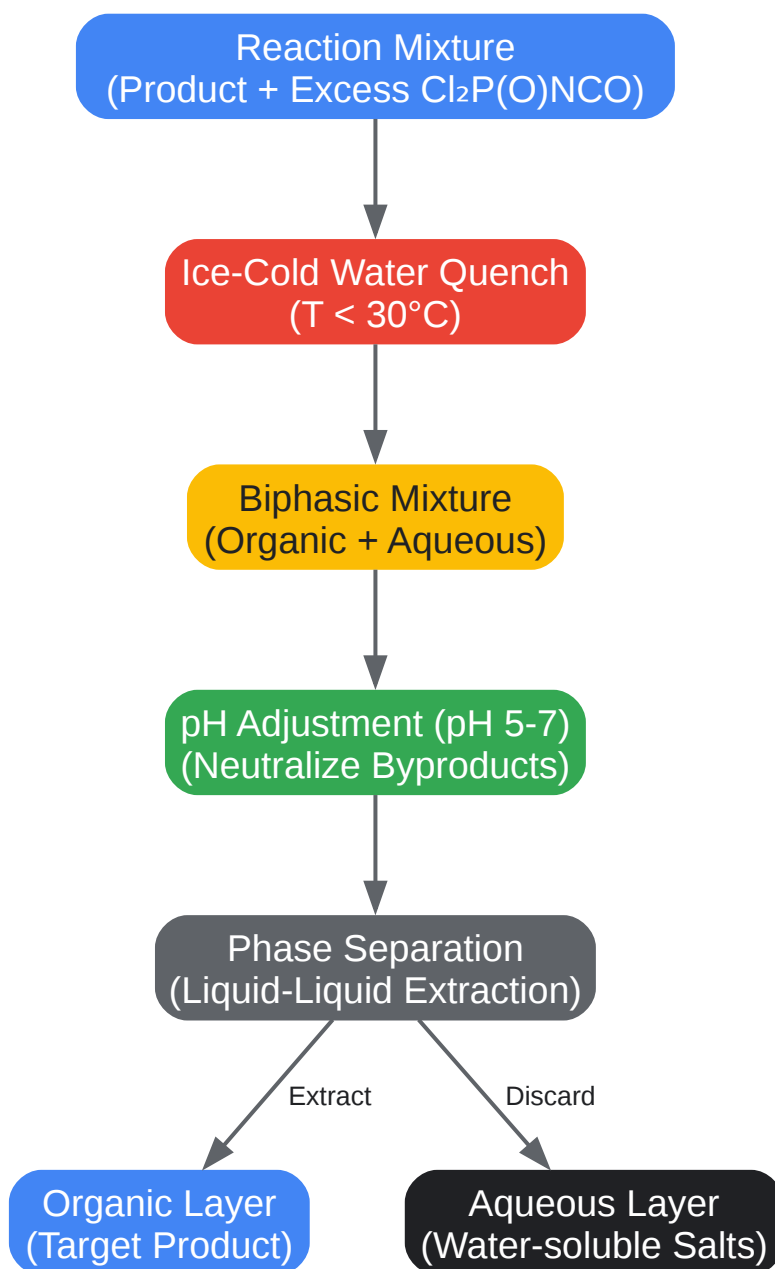 Reaction Mixture
(Product + Excess Cl₂P(O)NCO)
Ice-Cold Water Quench
(T < 30°C)
Biphasic Mixture
(Organic + Aqueous)
pH Adjustment (pH 5-7)
(Neutralize Byproducts)
Phase Separation
(Liquid-Liquid Extraction)
Extract
Discard
Organic Layer
(Target Product)
Aqueous Layer
(Water-soluble Salts)